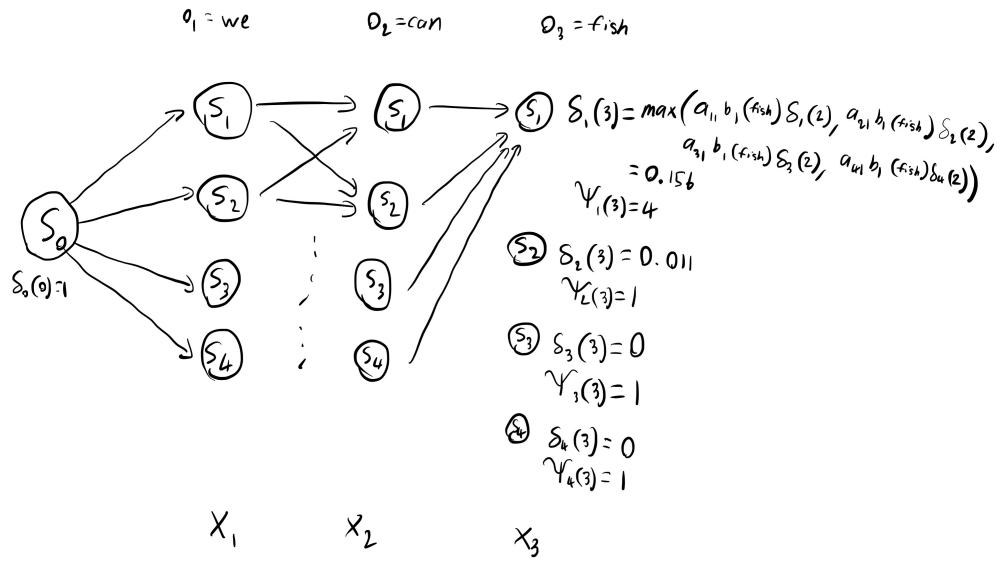 O₁ = we O₂ = can O₃ = fish
S₁ S₁ S₁ δ₁(3) = max(a₁₁ b₁(fish) δ₁(2), a₂₁ b₁(fish) δ₂(2),
a₃₁ b₁(fish) δ₃(2), a₄₁ b₁(fish) δ₄(2))
= 0.156
Ψ₁(3) = 4
S₀ S₂ S₂
δ₀(0) = 1
S₂ δ₂(3) = 0.011
Ψ₂(3) = 1
S₃ S₃
S₃ δ₃(3) = 0
Ψ₃(3) = 1
S₄ S₄
S₄ δ₄(3) = 0
Ψ₄(3) = 1
X₁ X₂ X₃